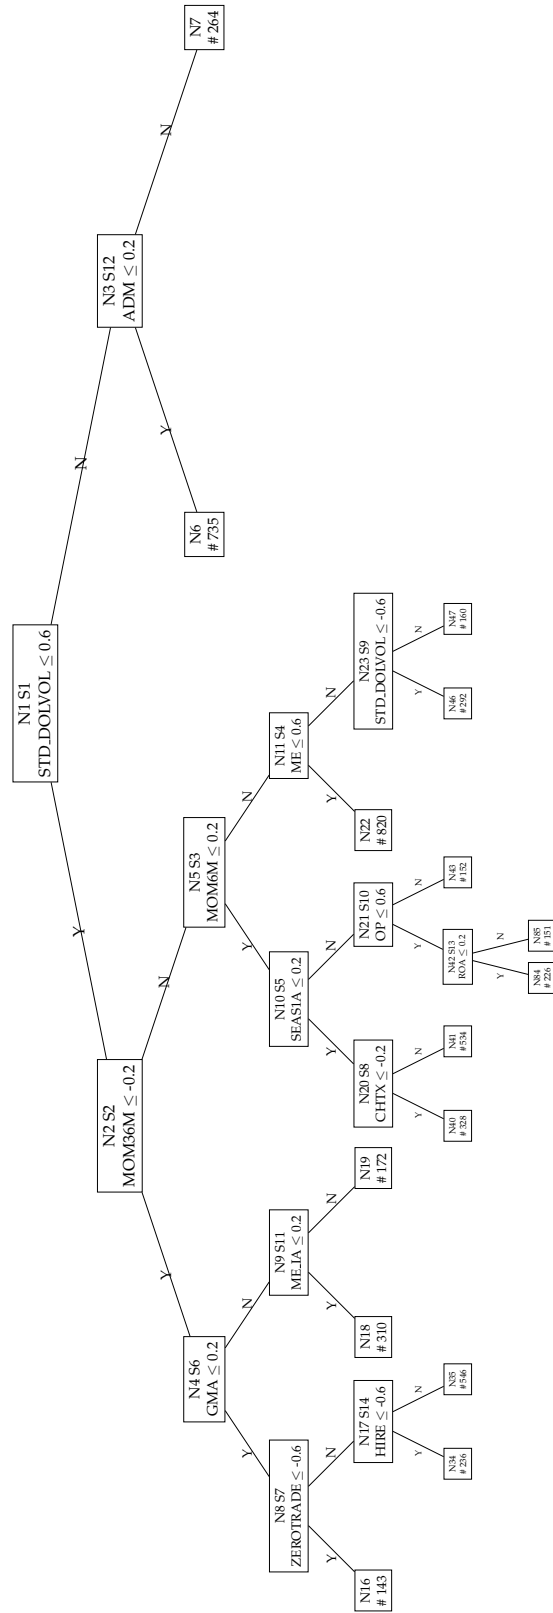 N1 S1
STD_DOLVOL ≤ 0.6
Y
N
N2 S2
MOM36M ≤ -0.2
N3 S12
ADM ≤ 0.2
Y
N
Y
N
N4 S6
GMA ≤ 0.2
N5 S3
MOM6M ≤ 0.2
N6
# 735
N7
# 264
Y
N
Y
N
N8 S7
ZEROTRADE ≤ -0.6
N9 S11
ME_IA ≤ 0.2
N10 S5
SEAS1A ≤ 0.2
N11 S4
ME ≤ 0.6
Y
N
Y
N
Y
N
Y
N
N16
# 143
N17 S14
HIRE ≤ -0.6
N18
# 310
N19
# 172
N20 S8
CHTX ≤ -0.2
N21 S10
OP ≤ 0.6
N22
# 820
N23 S9
STD_DOLVOL ≤ -0.6
Y
N
Y
N
Y
N
Y
N
N34
# 236
N35
# 546
N40
# 328
N41
# 534
N42 S13
ROA ≤ 0.2
N43
# 152
N46
# 292
N47
# 160
Y
N
N84
# 226
N85
# 151